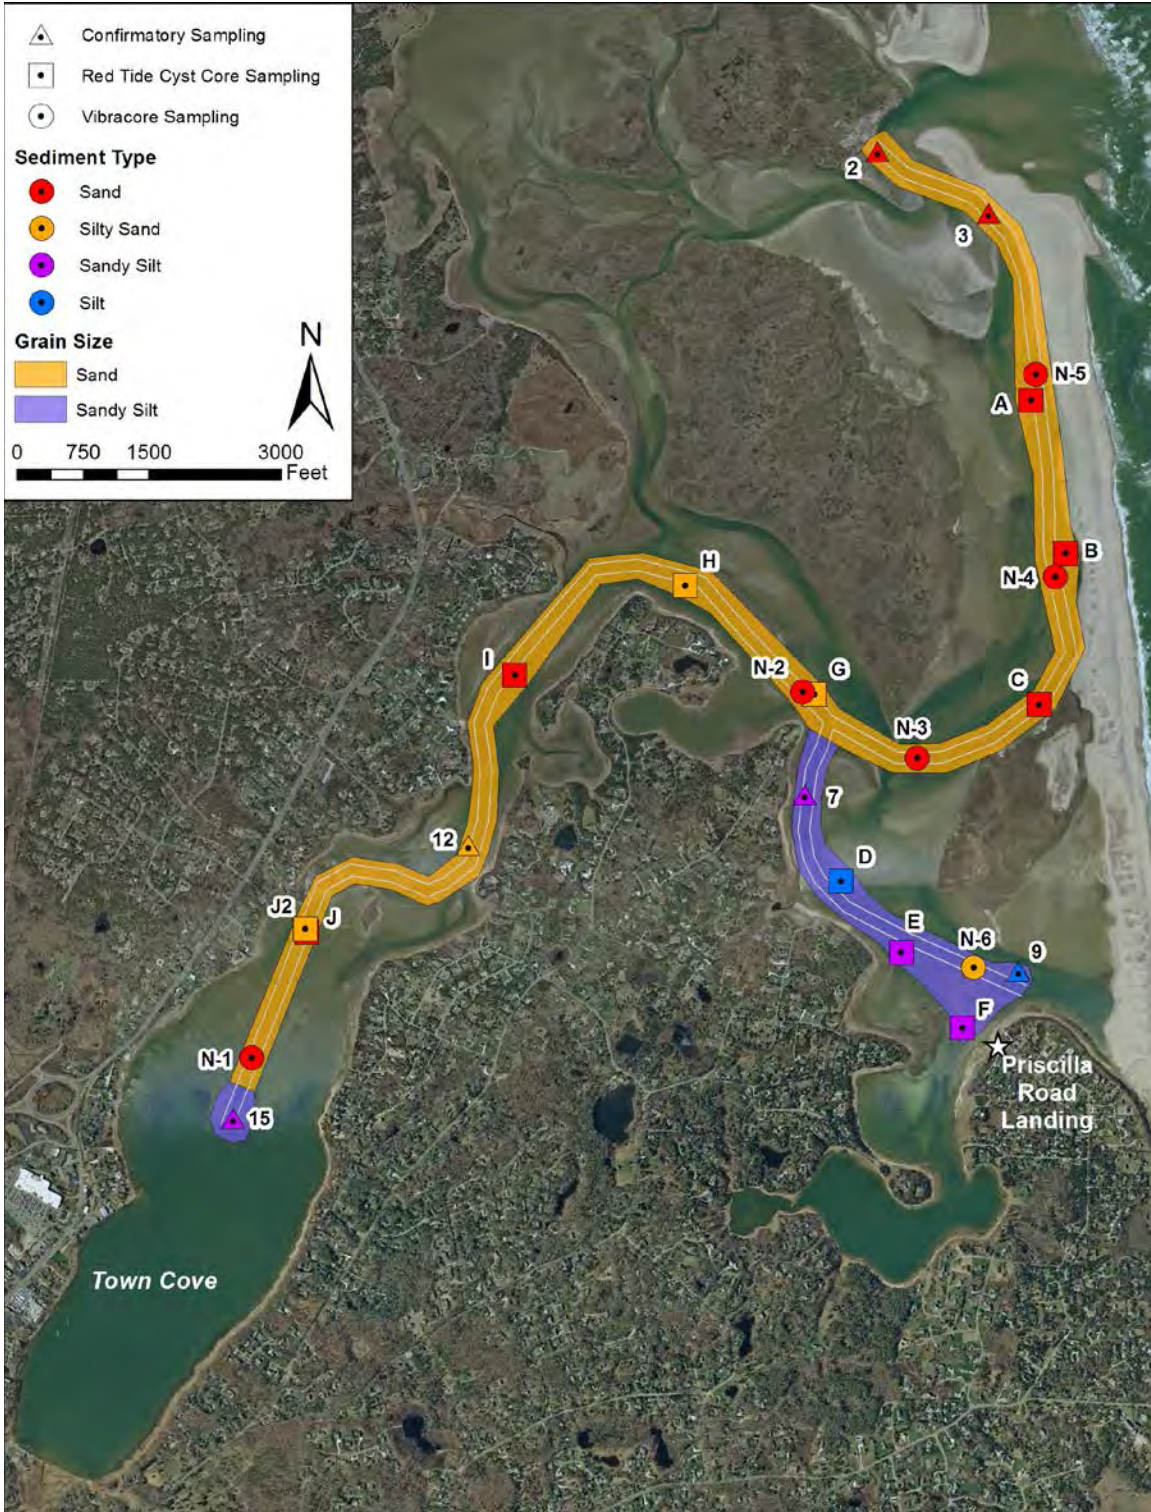 Confirmatory Sampling
Red Tide Cyst Core Sampling
Vibracore Sampling
Sediment Type
Sand
Silty Sand
Sandy Silt
Silt
Grain Size
Sand
Sandy Silt
N
0 750 1500 3000
Feet
2
3
N-5
A
B
N-4
H
I
N-2 G
C
N-3
7
12
D
J2 J
E
N-6
9
F
N-1
15
Priscilla
Road
Landing
Town Cove